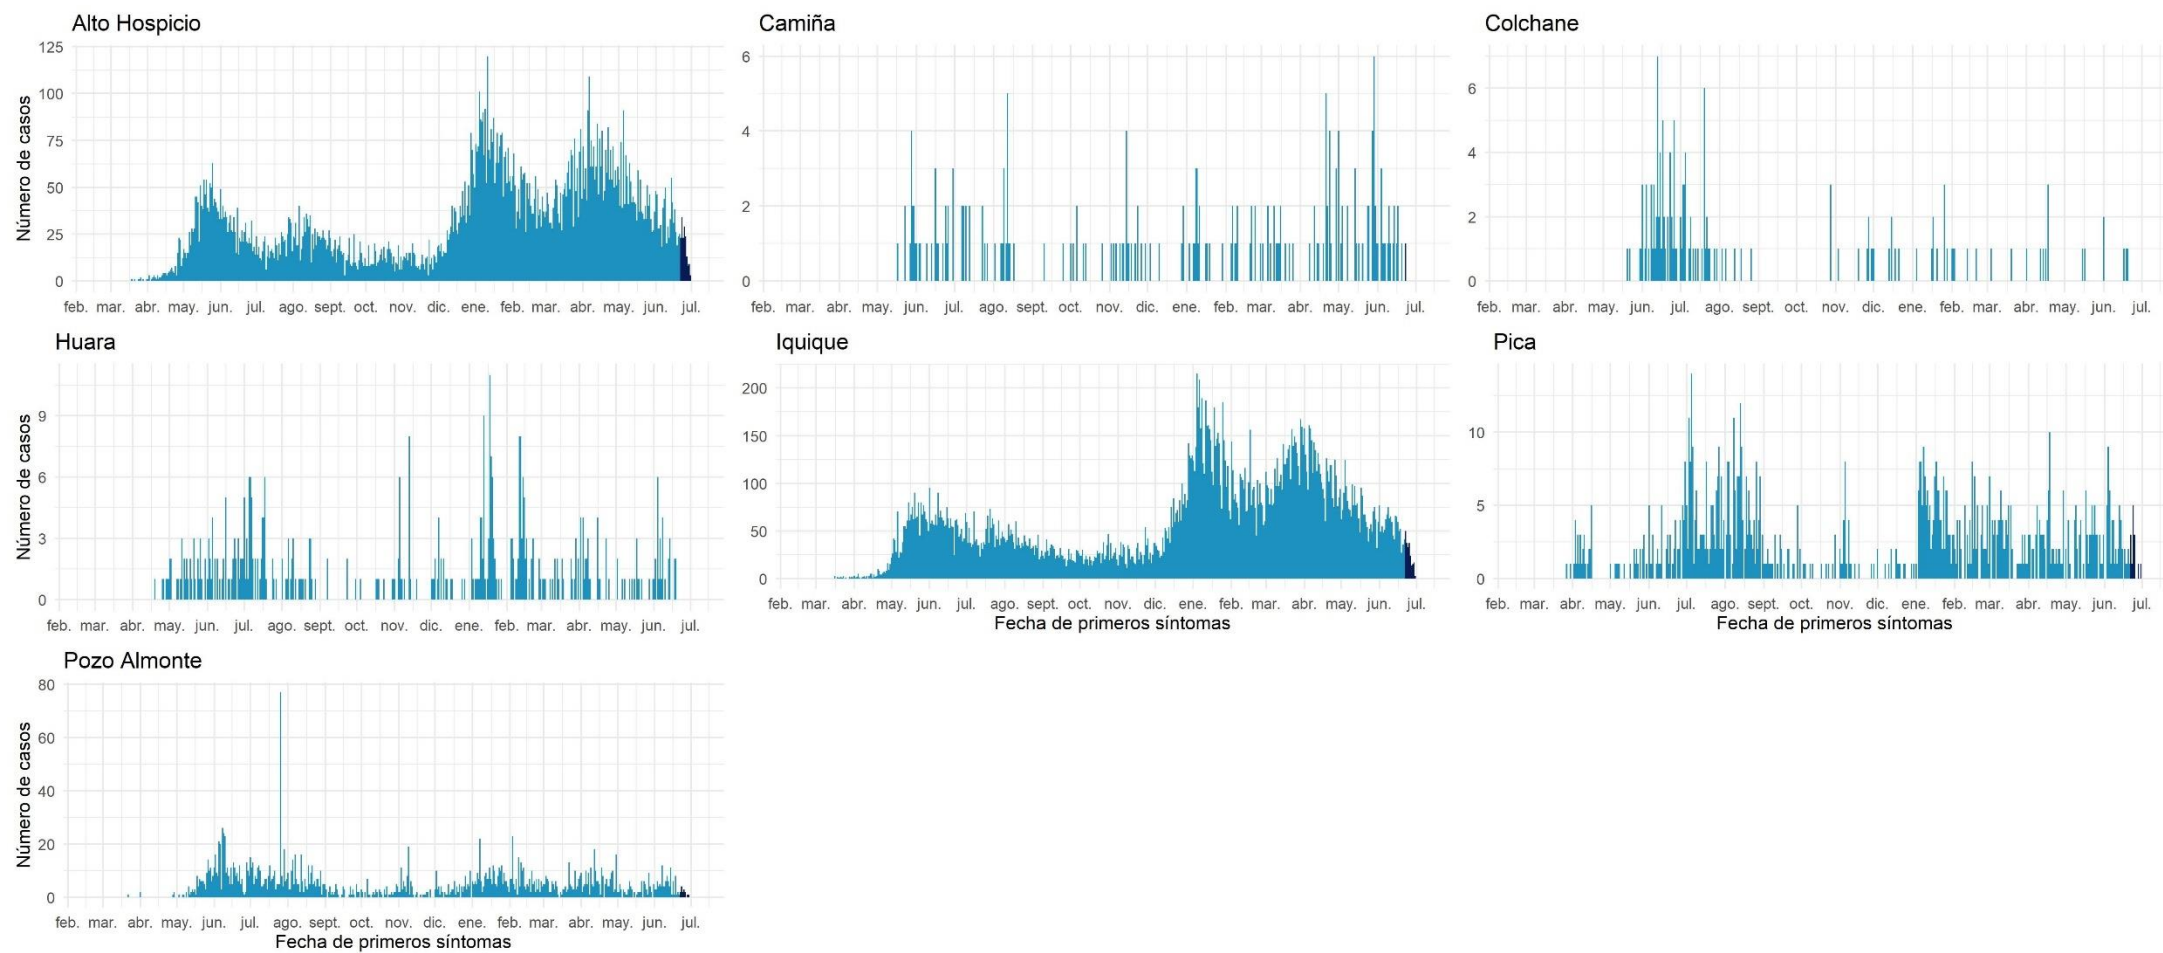 Alto Hospicio
Número de casos
125
100
75
50
25
0
feb. mar. abr. may. jun. jul. ago. sept. oct. nov. dic. ene. feb. mar. abr. may. jun. jul.
Camiña
6
4
2
0
feb. mar. abr. may. jun. jul. ago. sept. oct. nov. dic. ene. feb. mar. abr. may. jun. jul.
Colchane
6
4
2
0
feb. mar. abr. may. jun. jul. ago. sept. oct. nov. dic. ene. feb. mar. abr. may. jun. jul.
Huara
Número de casos
9
6
3
0
feb. mar. abr. may. jun. jul. ago. sept. oct. nov. dic. ene. feb. mar. abr. may. jun. jul.
Iquique
200
150
100
50
0
feb. mar. abr. may. jun. jul. ago. sept. oct. nov. dic. ene. feb. mar. abr. may. jun. jul.
Fecha de primeros síntomas
Pica
10
5
0
feb. mar. abr. may. jun. jul. ago. sept. oct. nov. dic. ene. feb. mar. abr. may. jun. jul.
Fecha de primeros síntomas
Pozo Almonte
Número de casos
80
60
40
20
0
feb. mar. abr. may. jun. jul. ago. sept. oct. nov. dic. ene. feb. mar. abr. may. jun. jul.
Fecha de primeros síntomas